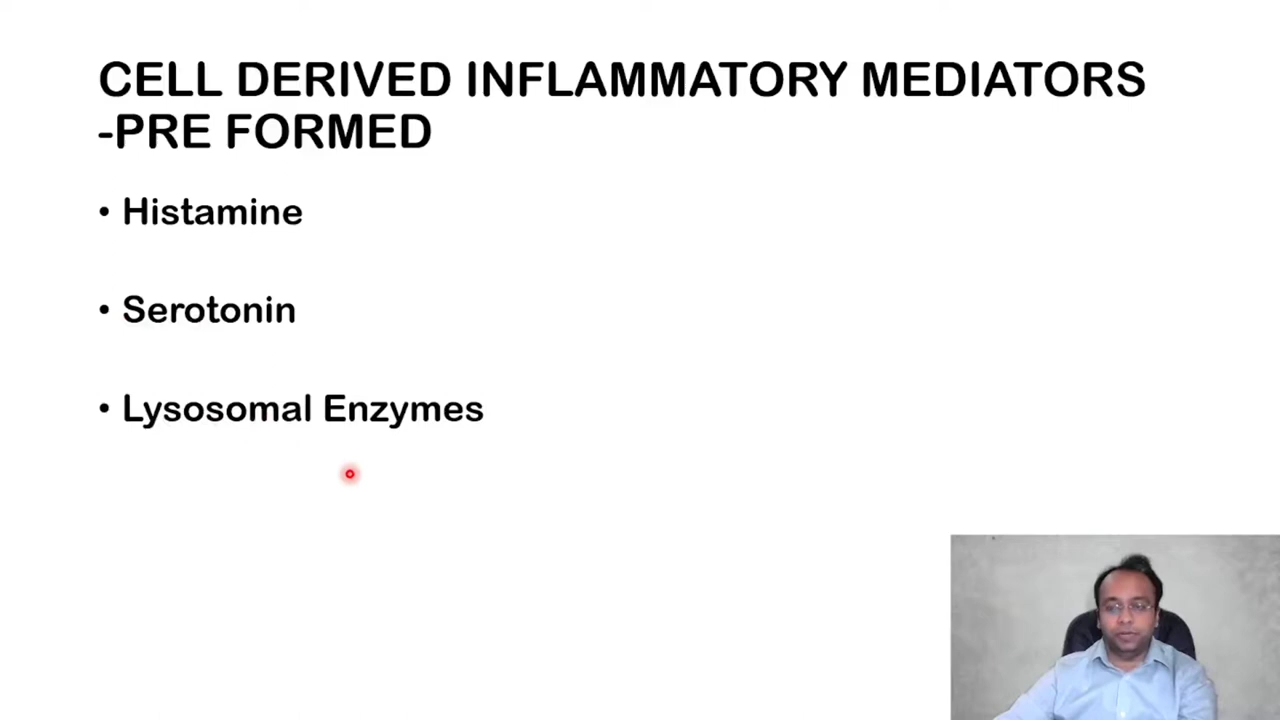 CELL DERIVED INFLAMMATORY MEDIATORS
-PRE FORMED
• Histamine
• Serotonin
• Lysosomal Enzymes